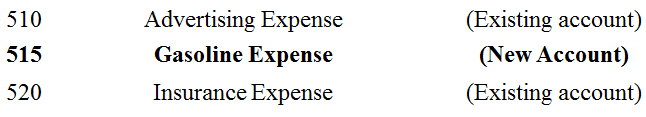 510 Advertising Expense (Existing account)
515 Gasoline Expense (New Account)
520 Insurance Expense (Existing account)